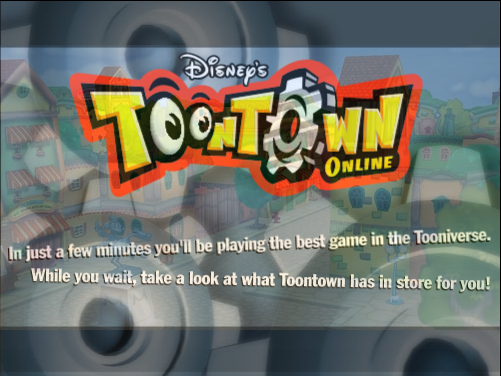 Disney's
TOONTOWN
ONLINE
In just a few minutes you'll be playing the best game in the Tooniverse.
While you wait, take a look at what Toontown has in store for you!